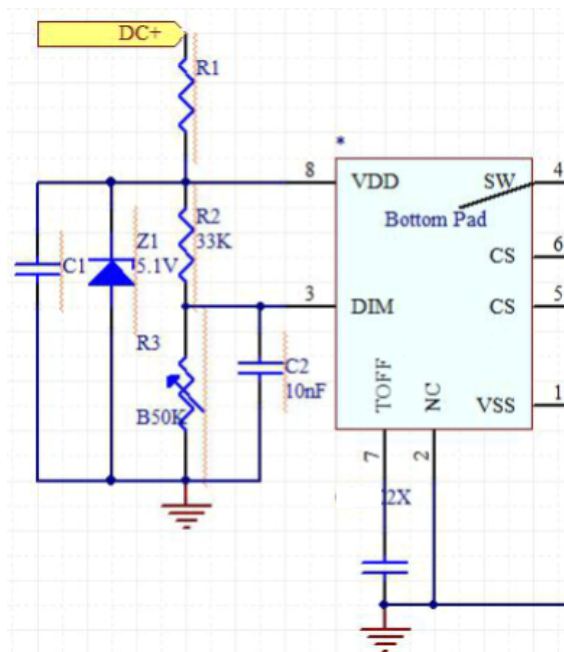 DC+
R1
*
8
VDD
SW
4
Bottom Pad
R2
33K
Z1
5.1V
C1
CS
6
3
DIM
CS
5
R3
C2
10nF
B50K
TOFF
NC
VSS
1
7
2
2X